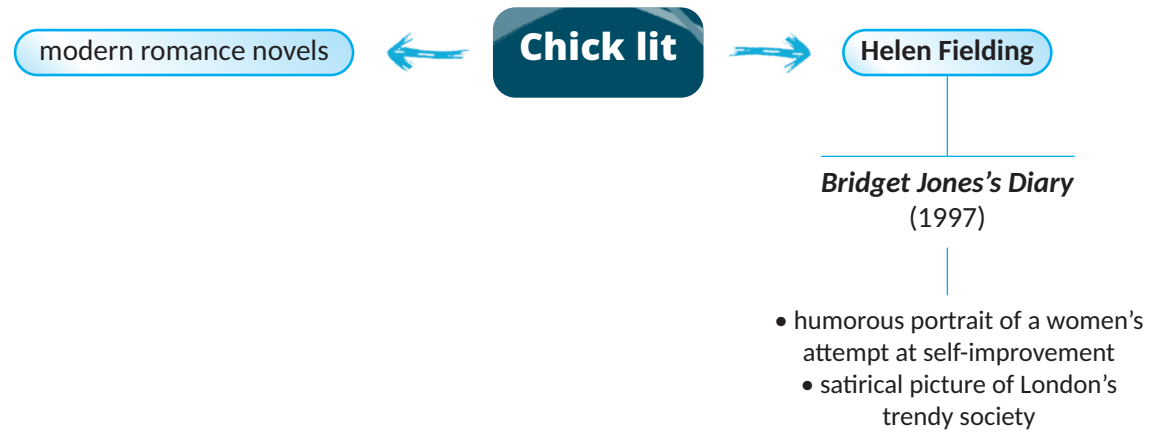 modern romance novels
Chick lit
Helen Fielding
Bridget Jones’s Diary
(1997)
• humorous portrait of a women’s
attempt at self-improvement
• satirical picture of London’s
trendy society